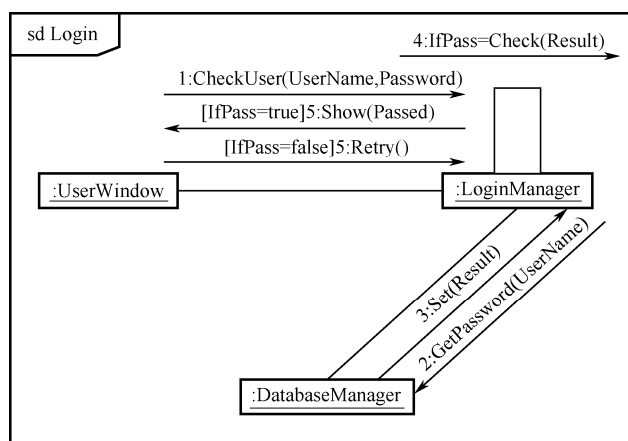 sd Login
4:IfPass=Check(Result)
1:CheckUser(UserName,Password)
[IfPass=true]5:Show(Passed)
[IfPass=false]5:Retry()
:UserWindow
:LoginManager
3:Set(Result)
2:GetPassword(UserName)
:DatabaseManager